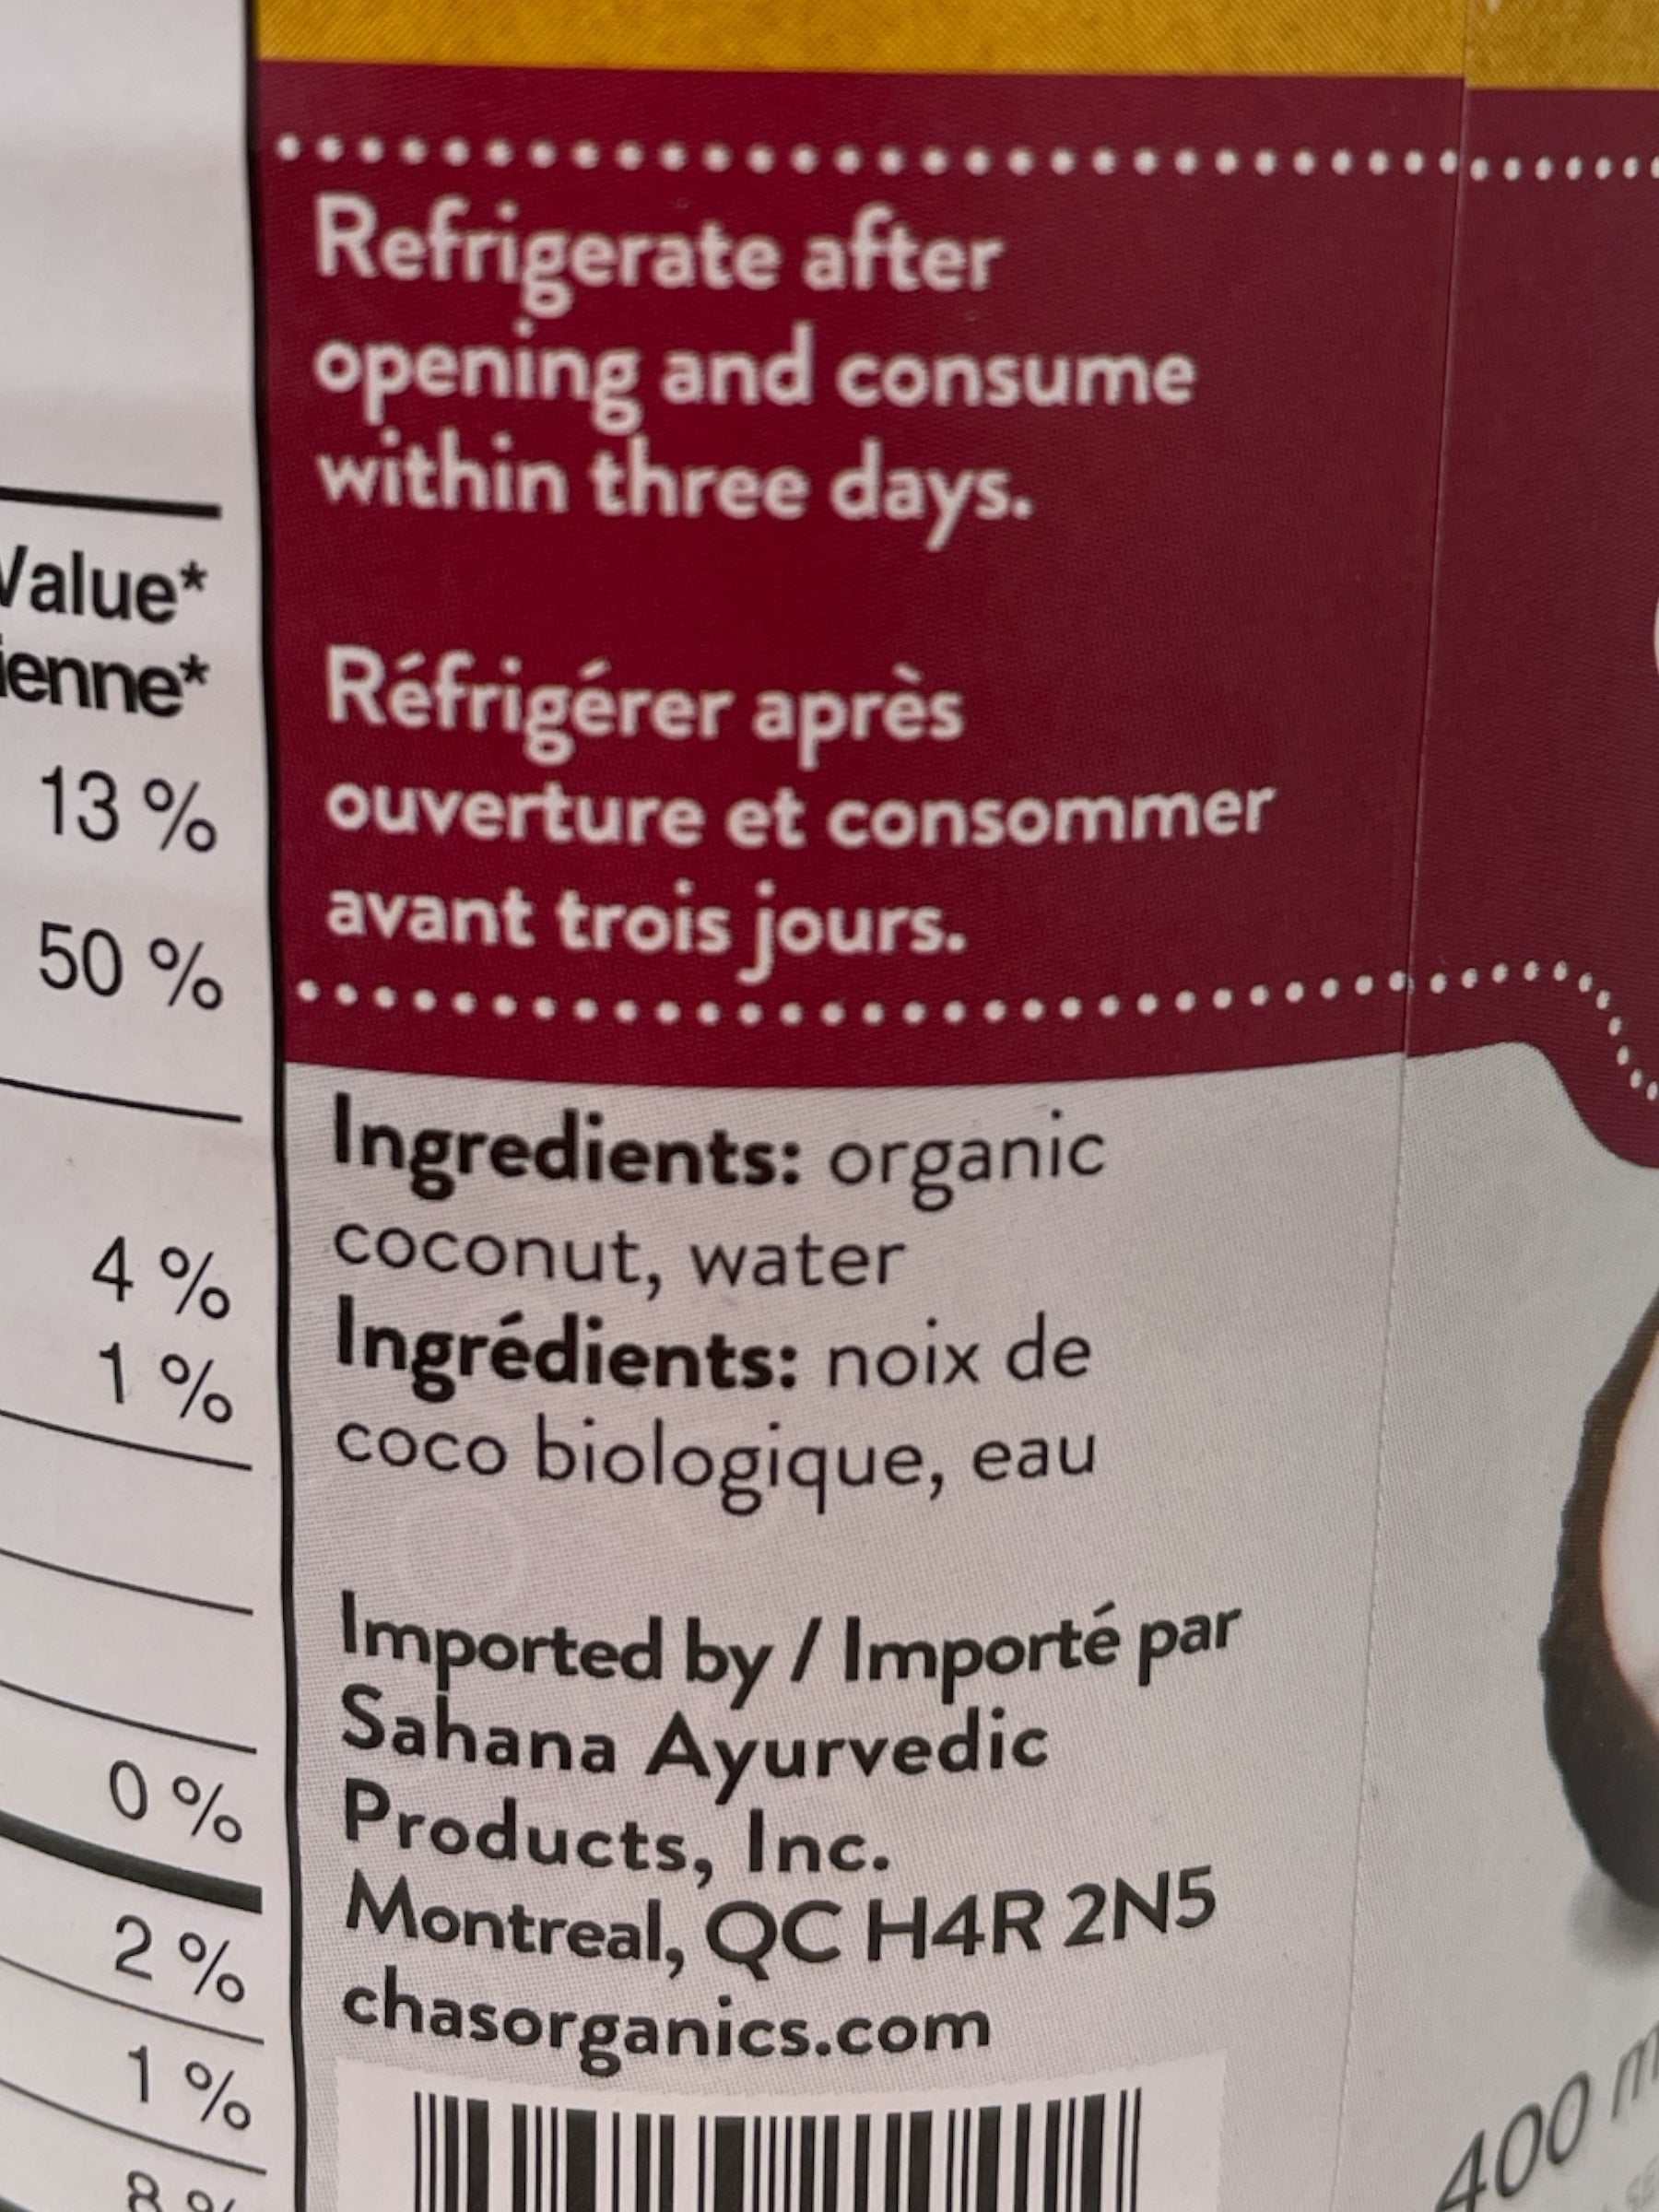 Value*
13 %
50 %
4 %
1 %
0 %
2 %
1 %
Refrigerate after
opening and consume
within three days.
Réfrigérer après
ouverture et consommer
avant trois jours.
Ingredients: organic
coconut, water
Ingrédients: noix de
coco biologique, eau
Imported by / Importé par
Sahana Ayurvedic
Products, Inc.
Montreal, QC H4R 2N5
chasorganics.com
400